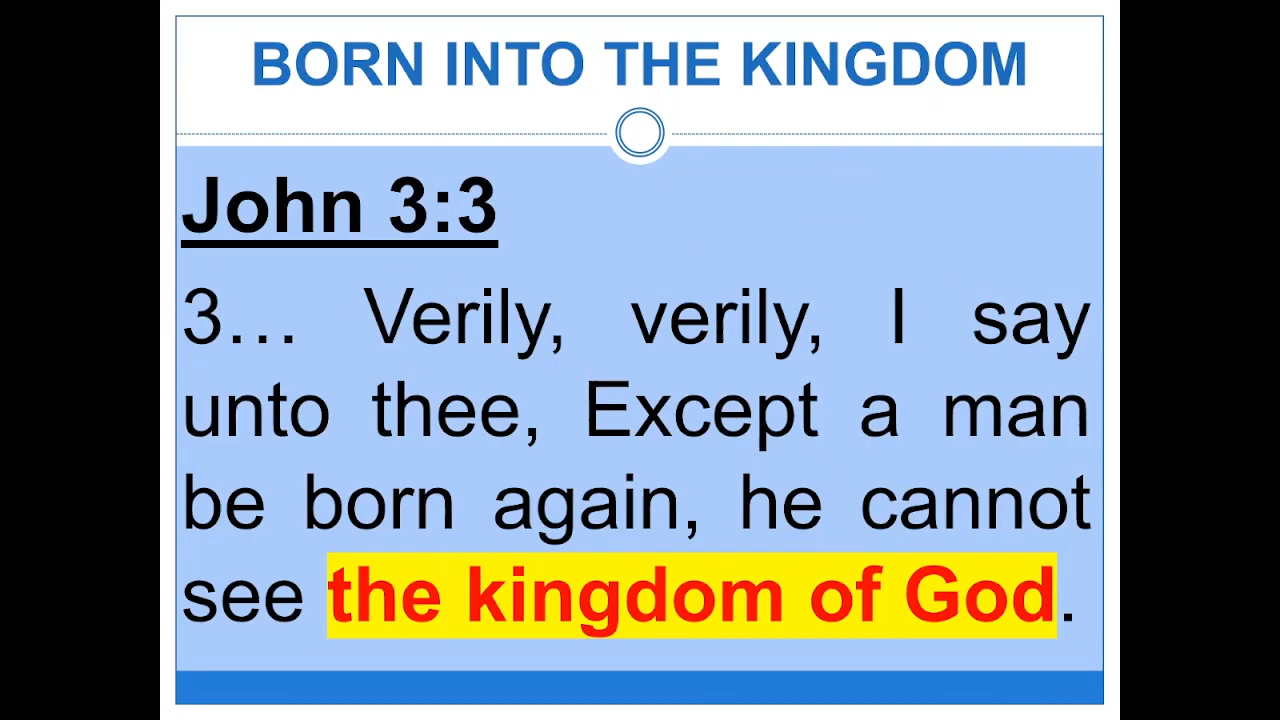 BORN INTO THE KINGDOM
John 3:3
3… Verily, verily, I say
unto thee, Except a man
be born again, he cannot
see the kingdom of God.